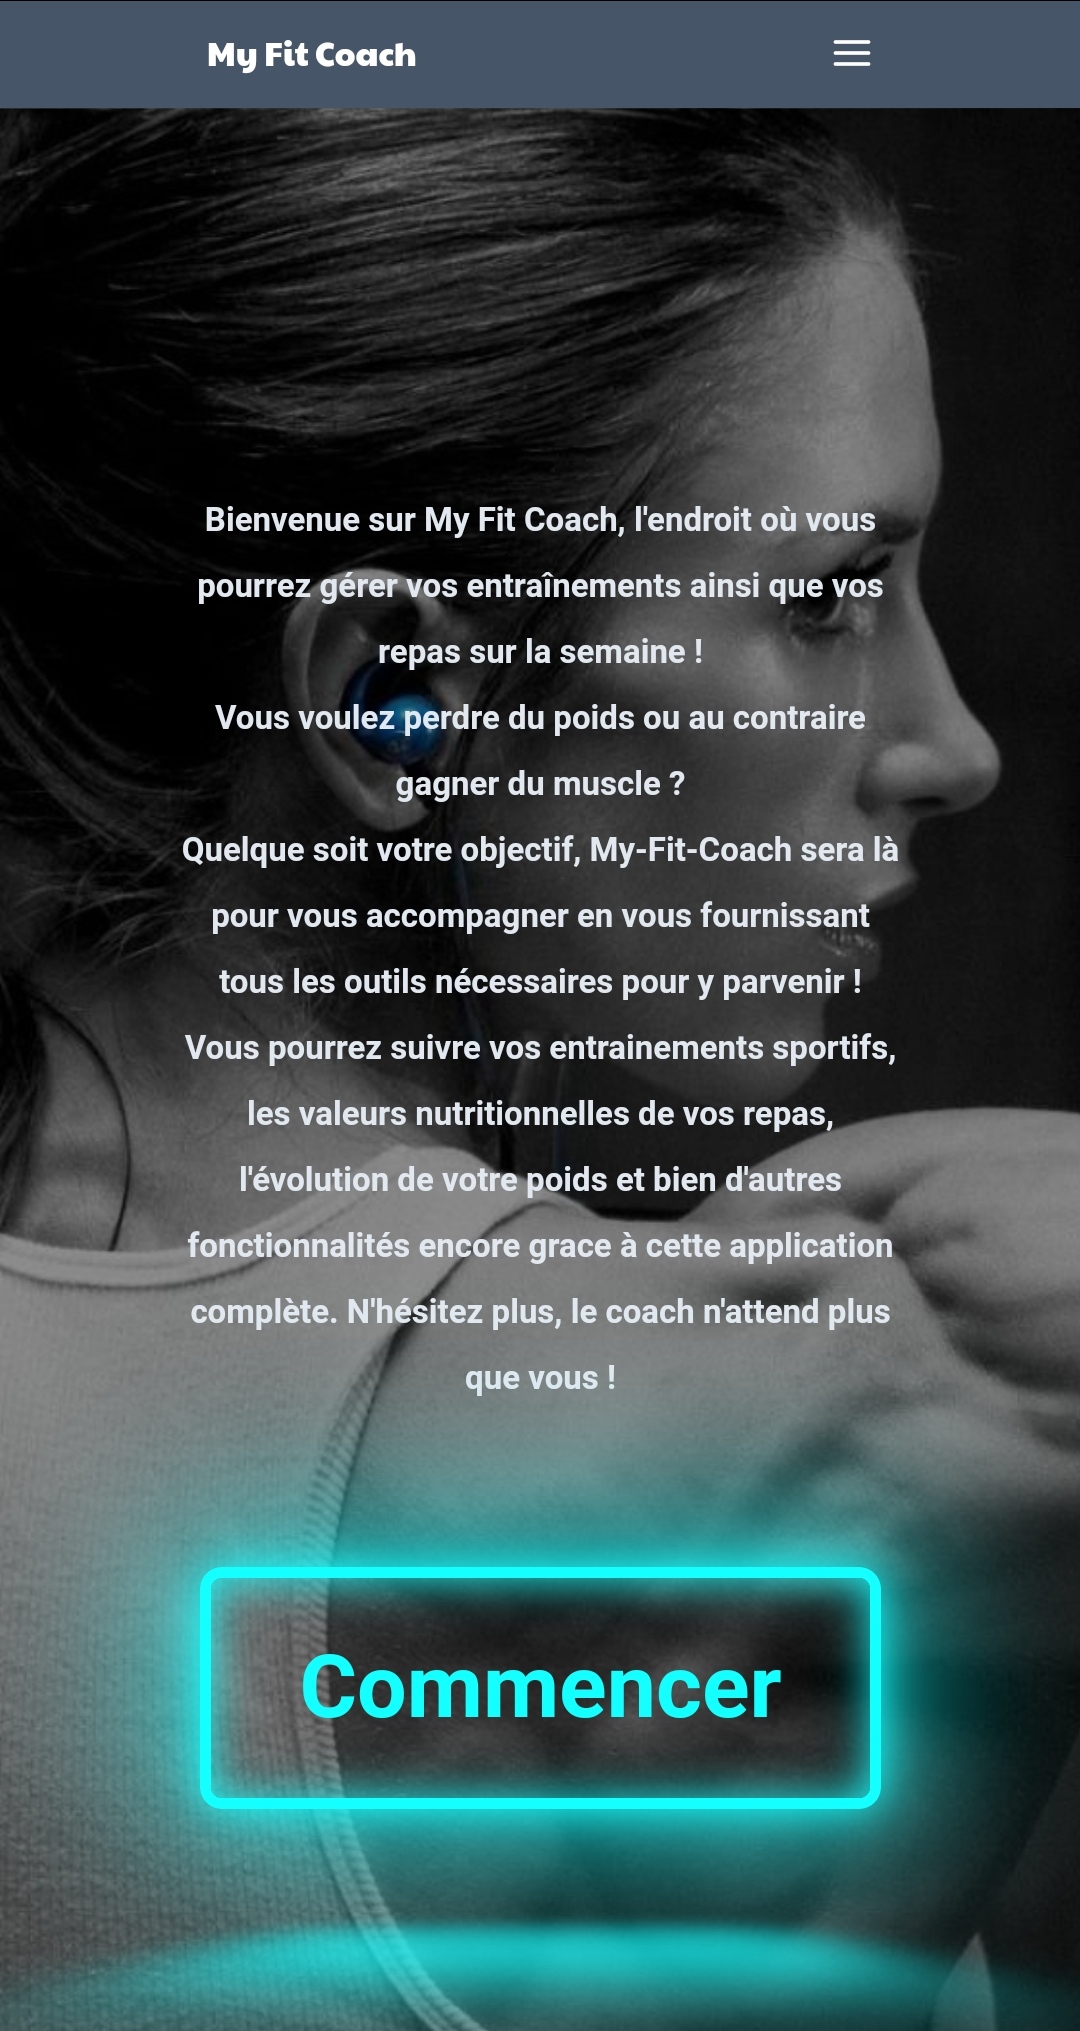 My Fit Coach
Bienvenue sur My Fit Coach, l'endroit où vous
pourrez gérer vos entraînements ainsi que vos
repas sur la semaine !
Vous voulez perdre du poids ou au contraire
gagner du muscle ?
Quelque soit votre objectif, My-Fit-Coach sera là
pour vous accompagner en vous fournissant
tous les outils nécessaires pour y parvenir !
Vous pourrez suivre vos entrainements sportifs,
les valeurs nutritionnelles de vos repas,
l'évolution de votre poids et bien d'autres
fonctionnalités encore grace à cette application
complète. N'hésitez plus, le coach n'attend plus
que vous !
Commencer